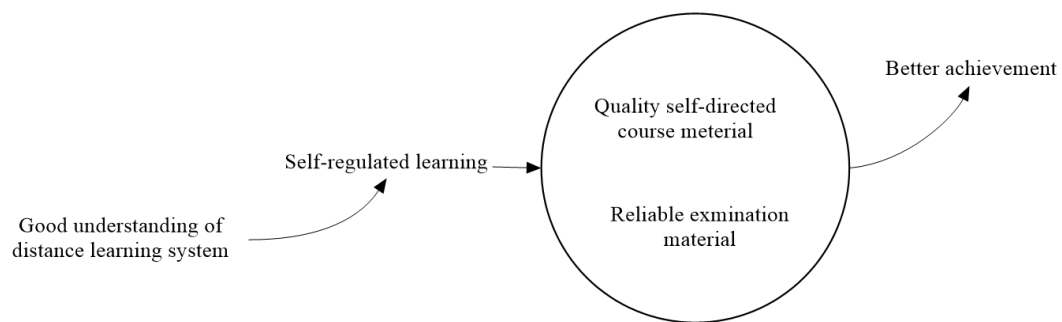 Good understanding of
distance learning system
Self-regulated learning
Quality self-directed
course meterial
Reliable exmination
material
Better achievement